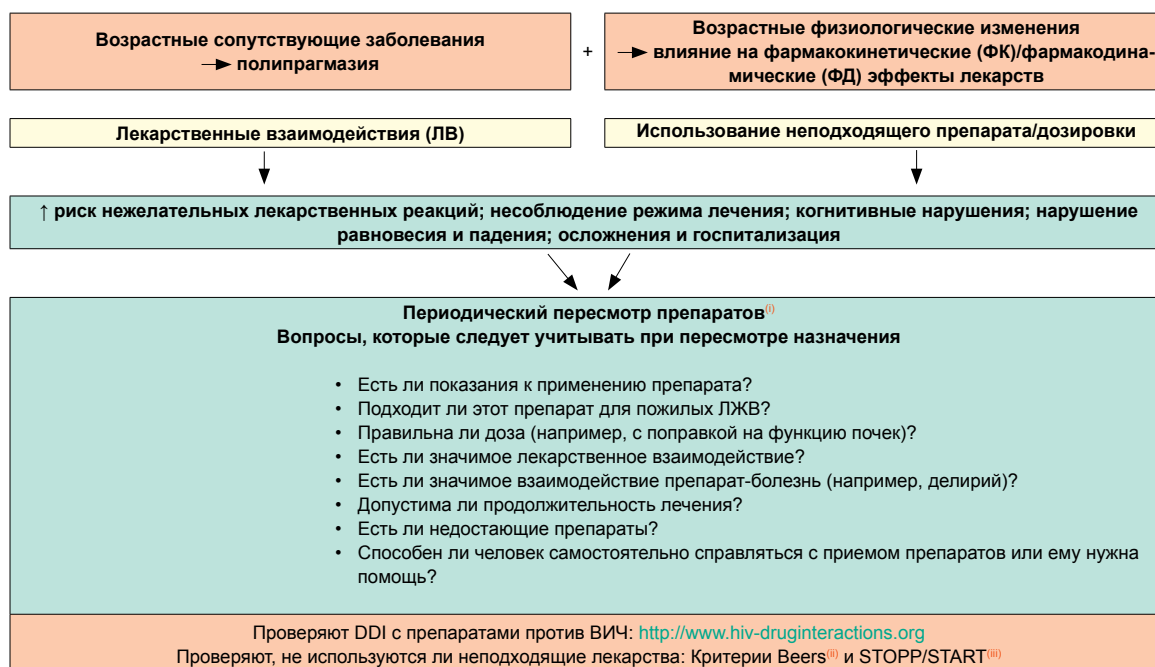 Возрастные сопутствующие заболевания
→ полипрагмазия
+
Возрастные физиологические изменения
→ влияние на фармакокинетические (ФК)/фармакодина-
мические (ФД) эффекты лекарств
Лекарственные взаимодействия (ЛВ)
Использование неподходящего препарата/дозировки
↑ риск нежелательных лекарственных реакций; несоблюдение режима лечения; когнитивные нарушения; нарушение
равновесия и падения; осложнения и госпитализация
Периодический пересмотр препаратов(i)
Вопросы, которые следует учитывать при пересмотре назначения
• Есть ли показания к применению препарата?
• Подходит ли этот препарат для пожилых ЛЖВ?
• Правильна ли доза (например, с поправкой на функцию почек)?
• Есть ли значимое лекарственное взаимодействие?
• Есть ли значимое взаимодействие препарат-болезнь (например, делирий)?
• Допустима ли продолжительность лечения?
• Есть ли недостающие препараты?
• Способен ли человек самостоятельно справляться с приемом препаратов или ему нужна
помощь?
Проверяют DDI с препаратами против ВИЧ: http://www.hiv-druginteractions.org
Проверяют, не используются ли неподходящие лекарства: Критерии Beers(ii) и STOPP/START(iii)